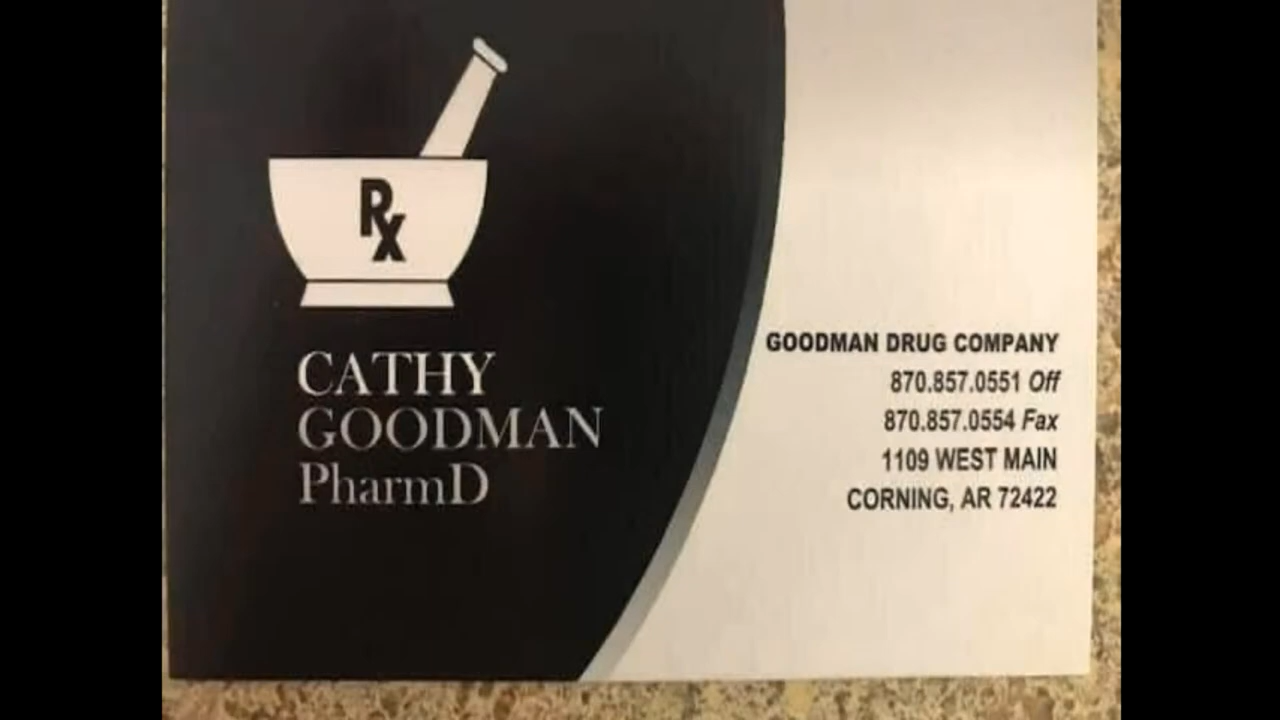 Rx
CATHY
GOODMAN
PharmD
GOODMAN DRUG COMPANY
870.857.0551 Off
870.857.0554 Fax
1109 WEST MAIN
CORNING, AR 72422